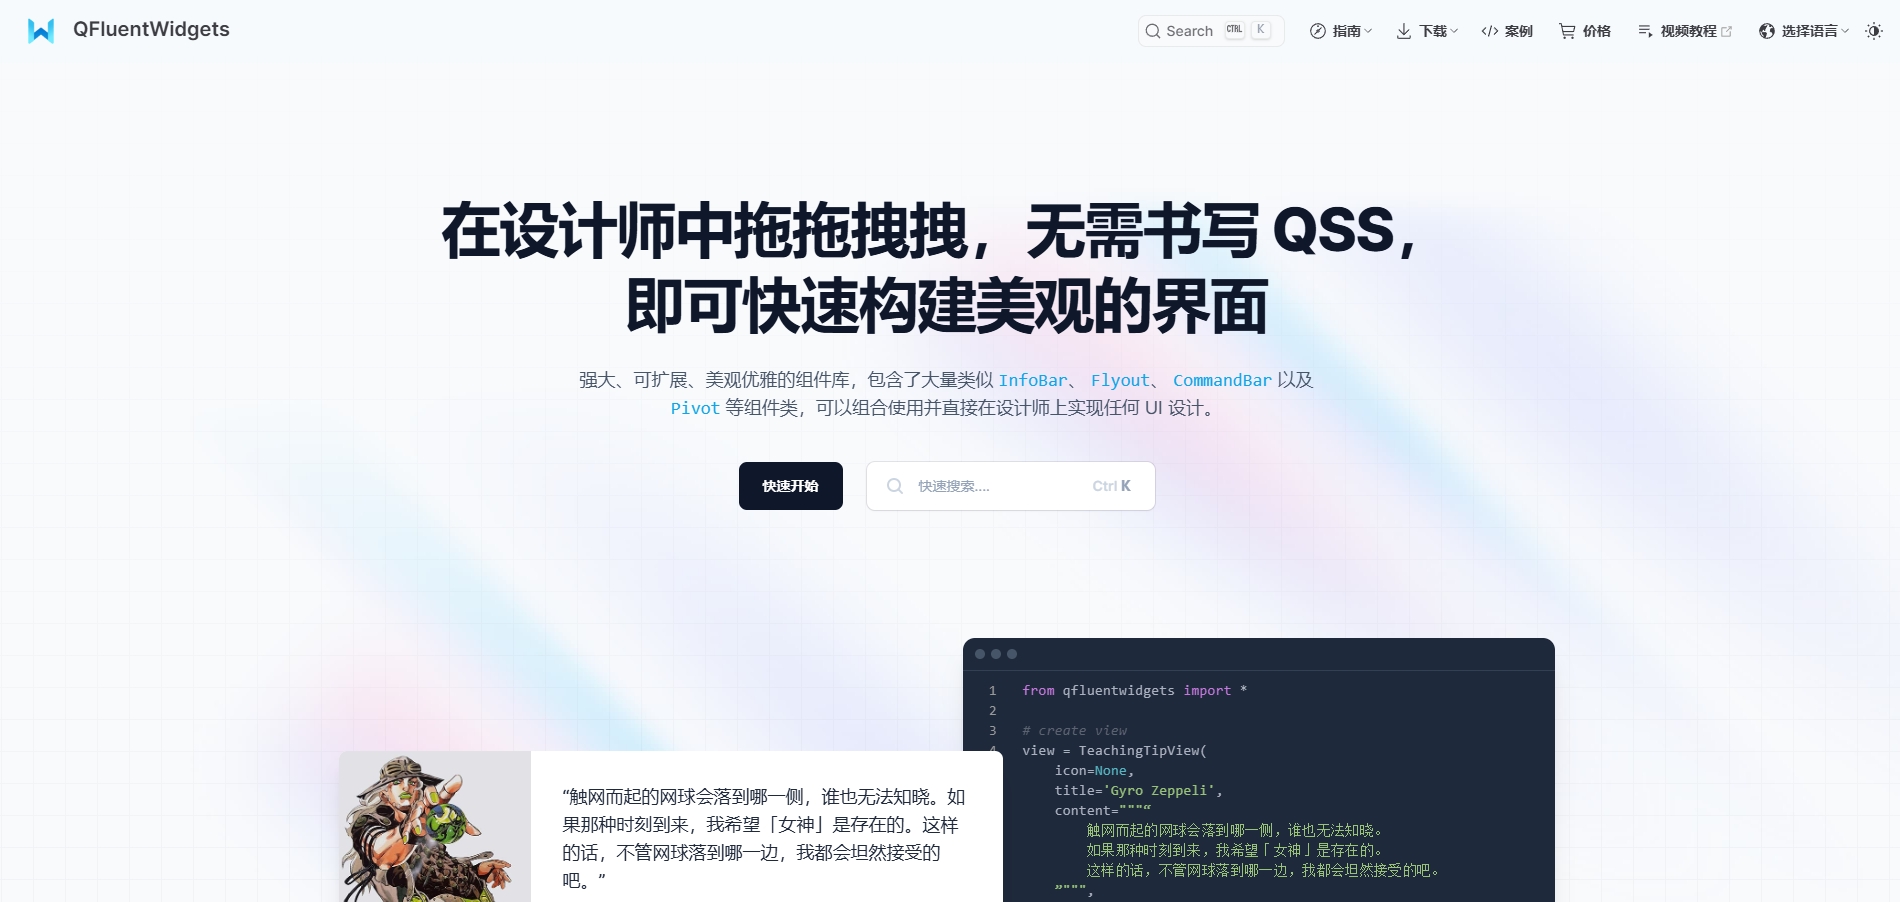 QFluentWidgets
Search CTRL K 指南 下载 案例 价格 视频教程 选择语言
在设计师中拖拖拽拽，无需书写 QSS，
即可快速构建美观的界面
强大、可扩展、美观优雅的组件库，包含了大量类似 InfoBar、 Flyout、 CommandBar 以及
Pivot 等组件类，可以组合使用并直接在设计师上实现任何 UI 设计。
快速开始
快速搜索.... Ctrl K
“触网而起的网球会落到哪一侧，谁也无法知晓。如
果那种时刻到来，我希望「女神」是存在的。这样
的话，不管网球落到哪一边，我都会坦然接受的
吧。”
1 from qfluentwidgets import *
2
3 # create view
4 view = TeachingTipView(
icon=None,
title='Gyro Zeppeli',
content="""“
触网而起的网球会落到哪一侧，谁也无法知晓。
如果那种时刻到来，我希望「女神」是存在的。
这样的话，不管网球落到哪一边，我都会坦然接受的吧。
”""",